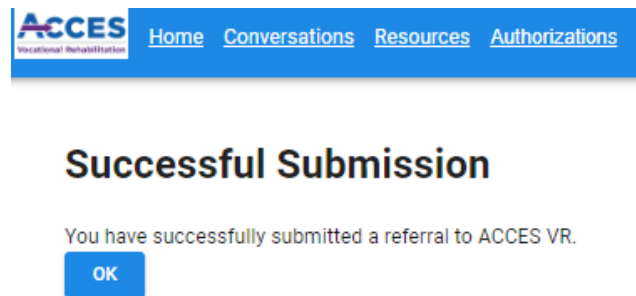 ACCES
Vocational Rehabilitation
Home Conversations Resources Authorizations
Successful Submission
You have successfully submitted a referral to ACCES VR.
OK